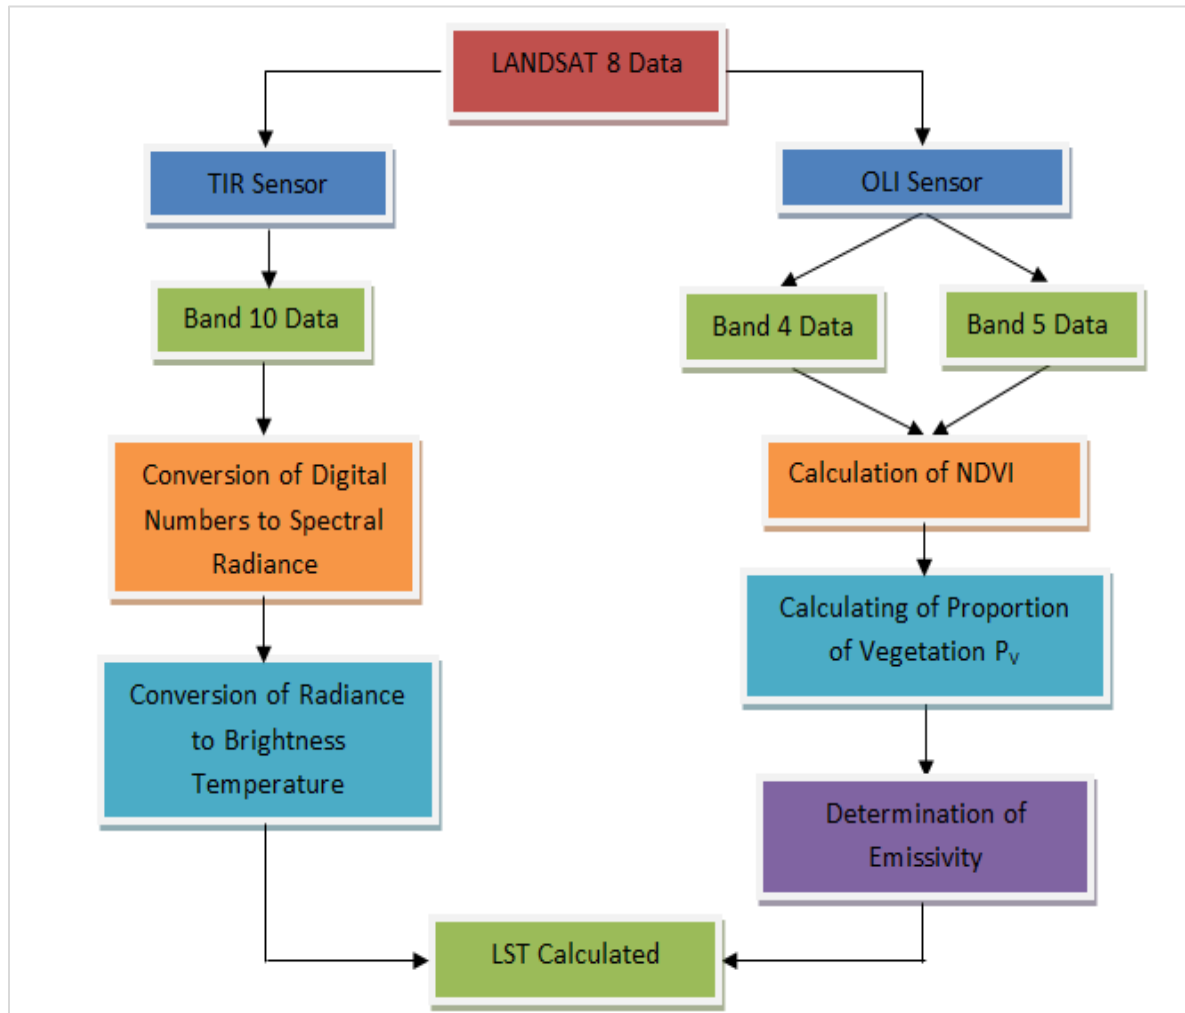 LANDSAT 8 Data
TIR Sensor
OLI Sensor
Band 10 Data
Band 4 Data
Band 5 Data
Conversion of Digital
Numbers to Spectral
Radiance
Calculation of NDVI
Calculating of Proportion
of Vegetation Pᵥ
Conversion of Radiance
to Brightness
Temperature
Determination of
Emissivity
LST Calculated